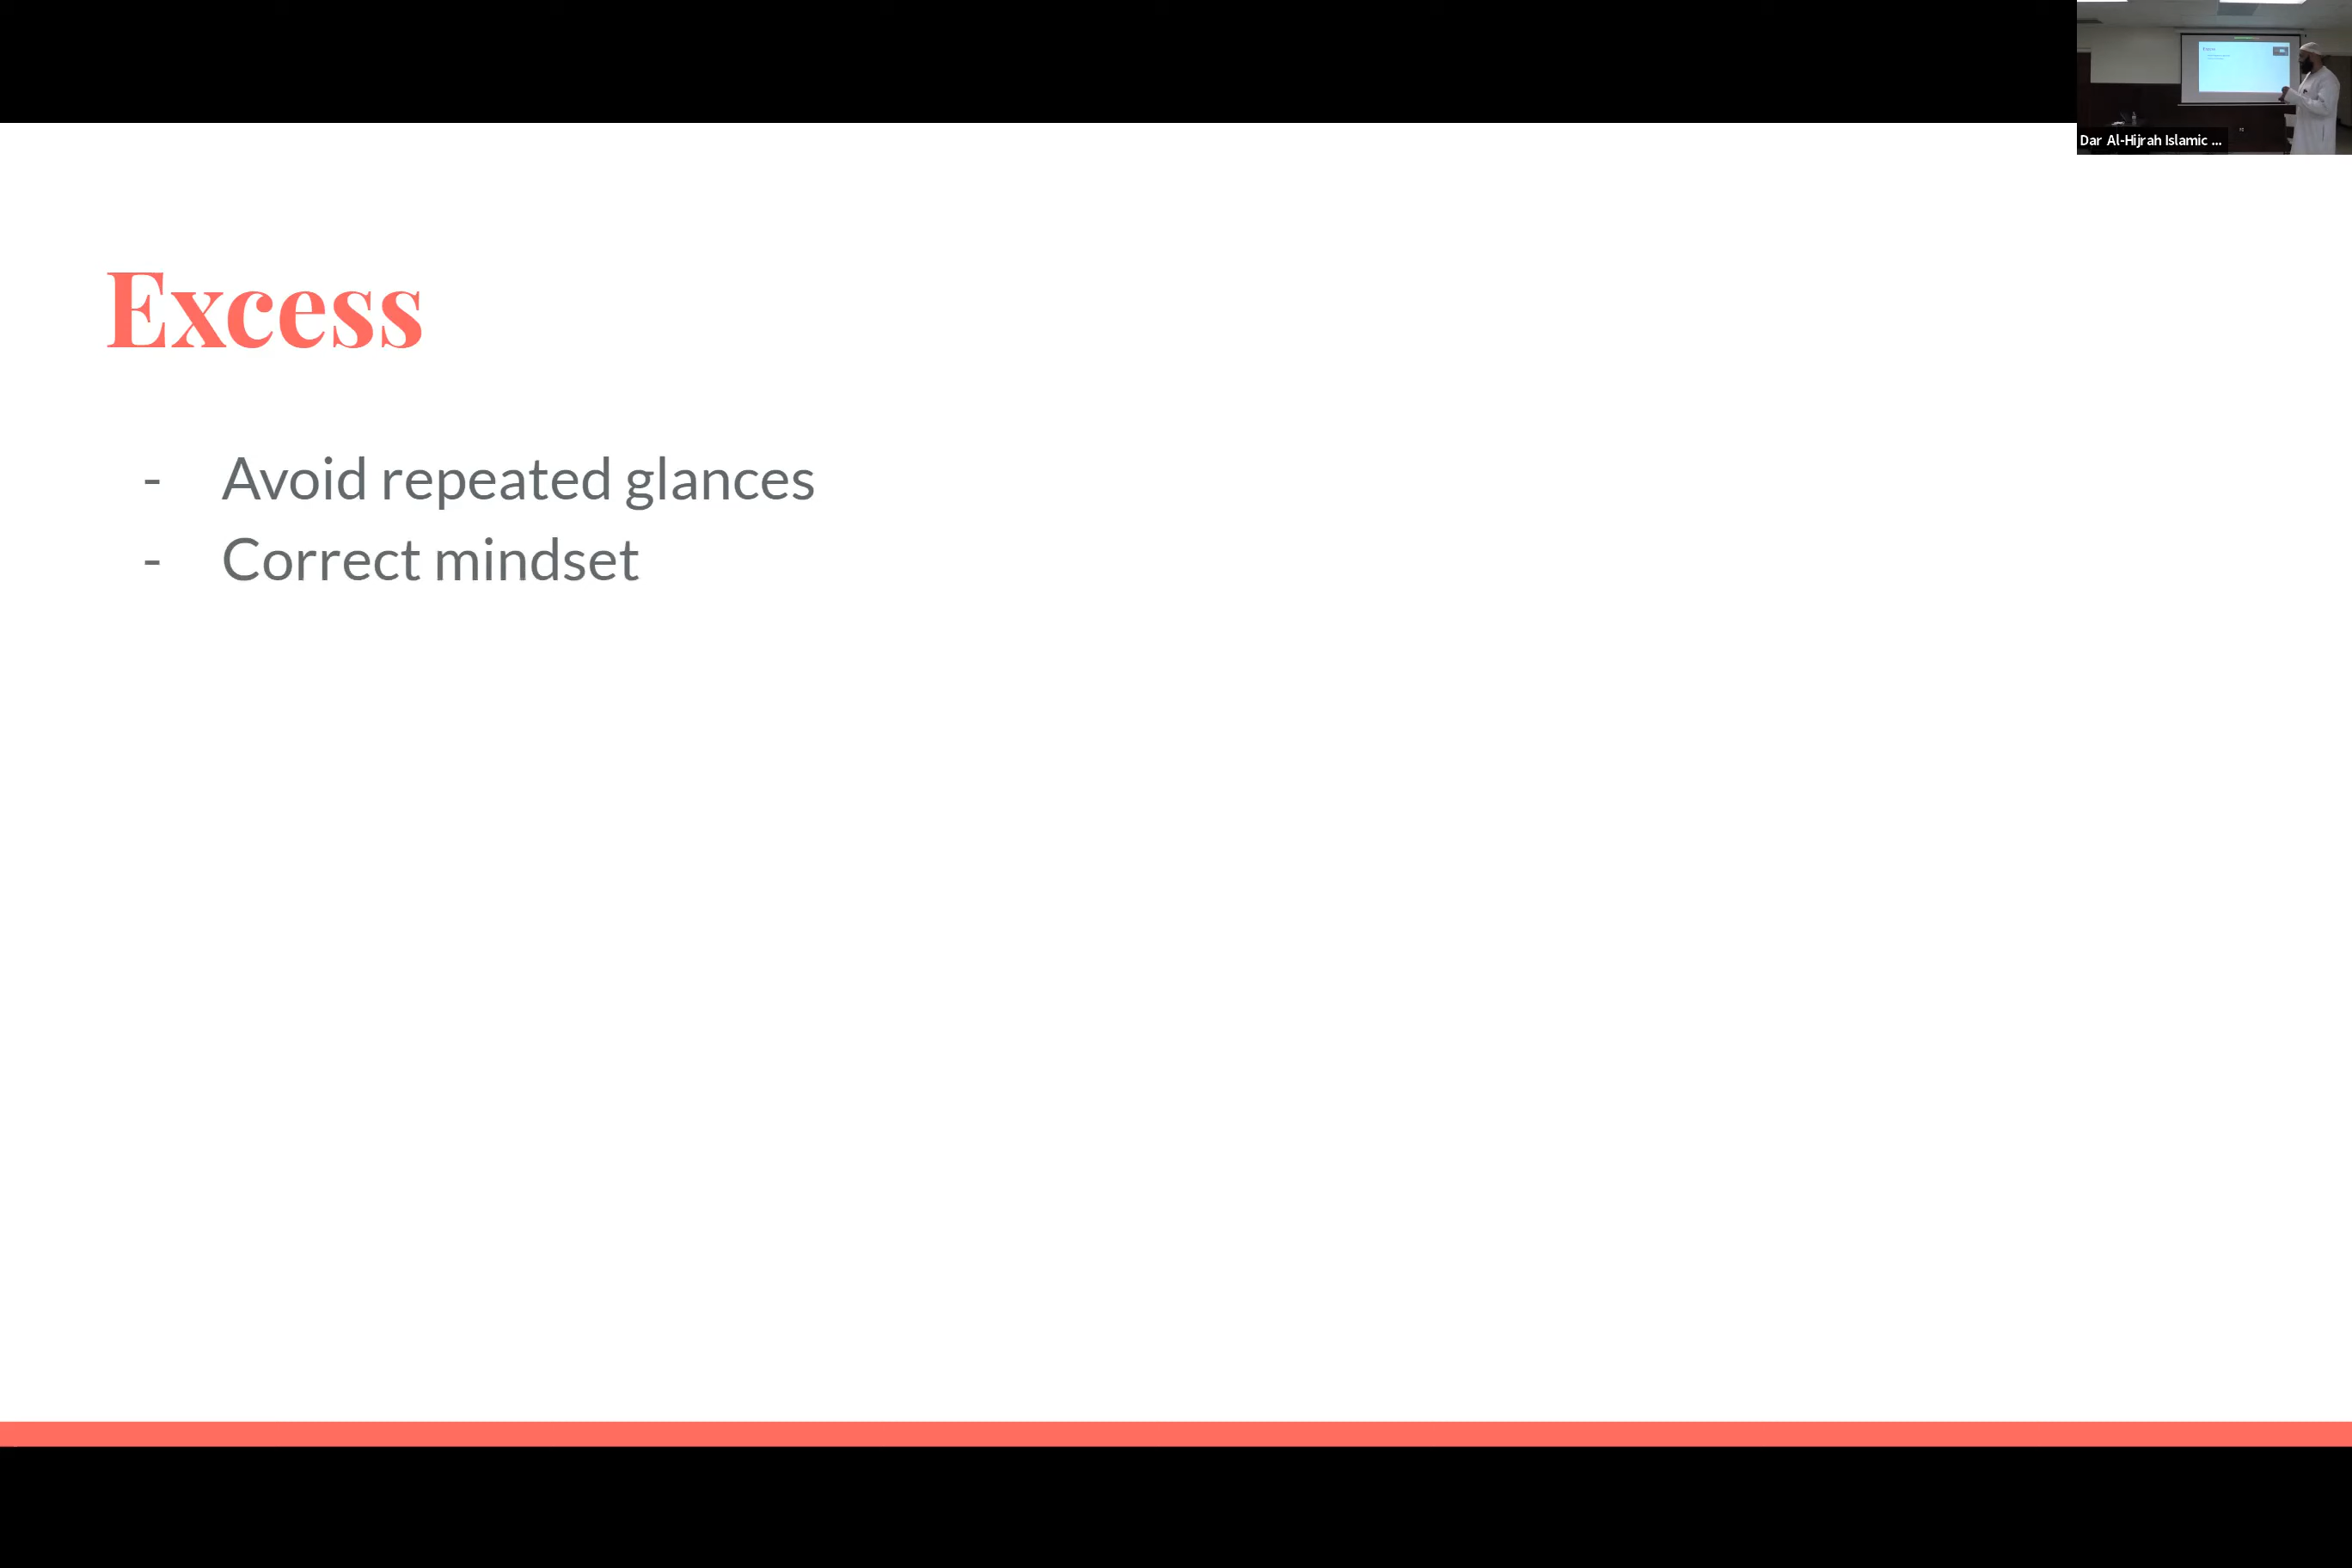 Dar Al-Hijrah Islamic ...
Excess
- Avoid repeated glances
- Correct mindset